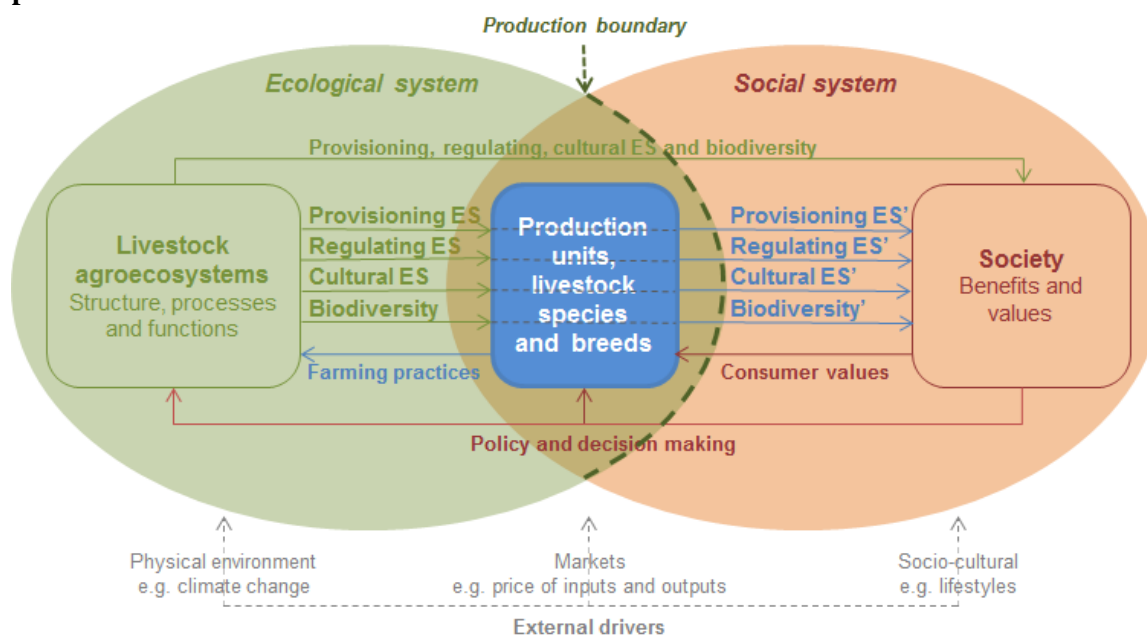 Production boundary
Ecological system
Social system
Provisioning, regulating, cultural ES and biodiversity
Livestock
agroecosystems
Structure, processes
and functions
Provisioning ES
Regulating ES
Cultural ES
Biodiversity
Farming practices
Production
units,
livestock
species
and breeds
Provisioning ES’
Regulating ES’
Cultural ES’
Biodiversity’
Consumer values
Society
Benefits and
values
Policy and decision making
Physical environment
e.g. climate change
Markets
e.g. price of inputs and outputs
Socio-cultural
e.g. lifestyles
External drivers